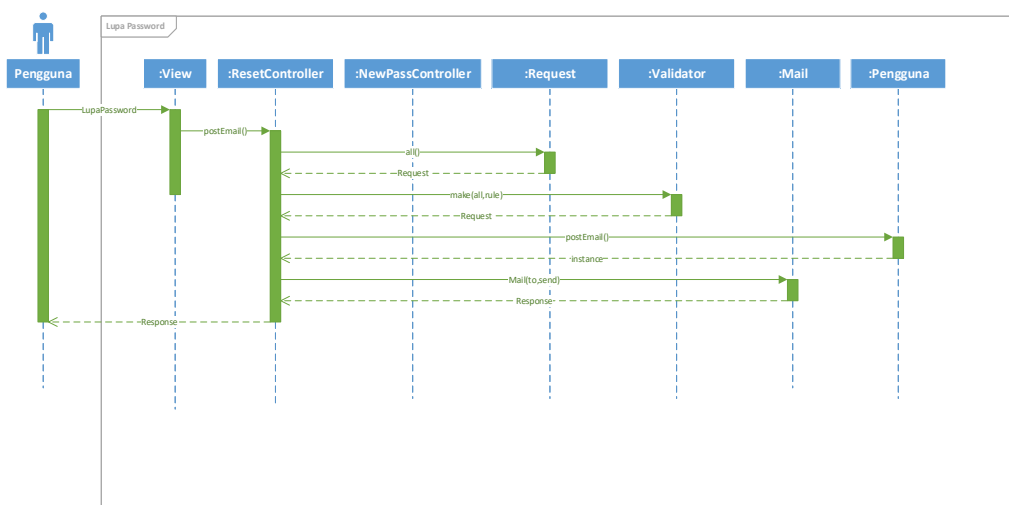 Lupa Password
Pengguna
:View
:ResetController
:NewPassController
:Request
:Validator
:Mail
:Pengguna
LupaPassword
postEmail()
all()
Request
make(all,rule)
Request
postEmail()
instance
Mail(to,send)
Response
Response